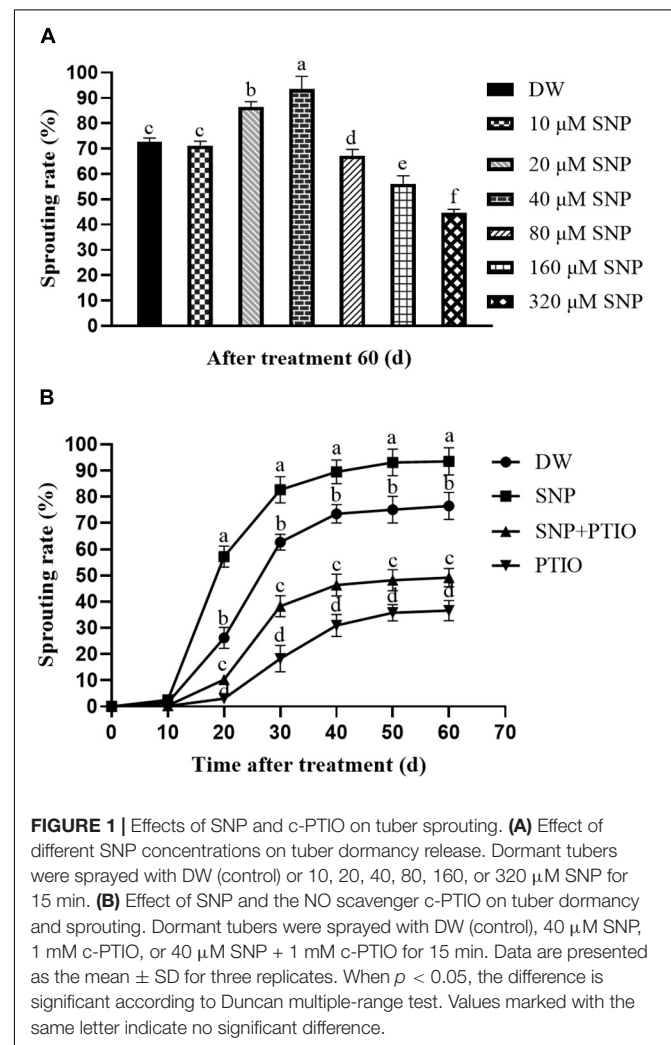 A
Sprouting rate (%)
100
90
80
70
60
50
40
30
20
10
0
c
c
b
a
d
e
f
DW
10 μM SNP
20 μM SNP
40 μM SNP
80 μM SNP
160 μM SNP
320 μM SNP
After treatment 60 (d)
B
Sprouting rate (%)
100
90
80
70
60
50
40
30
20
10
0
a
a
a
a
a
b
b
b
b
b
c
c
c
c
c
d
d
d
d
d
DW
SNP
SNP+PTIO
PTIO
0 10 20 30 40 50 60 70
Time after treatment (d)
FIGURE 1 | Effects of SNP and c-PTIO on tuber sprouting. (A) Effect of
different SNP concentrations on tuber dormancy release. Dormant tubers
were sprayed with DW (control) or 10, 20, 40, 80, 160, or 320 μM SNP for
15 min. (B) Effect of SNP and the NO scavenger c-PTIO on tuber dormancy
and sprouting. Dormant tubers were sprayed with DW (control), 40 μM SNP,
1 mM c-PTIO, or 40 μM SNP + 1 mM c-PTIO for 15 min. Data are presented
as the mean ± SD for three replicates. When p < 0.05, the difference is
significant according to Duncan multiple-range test. Values marked with the
same letter indicate no significant difference.